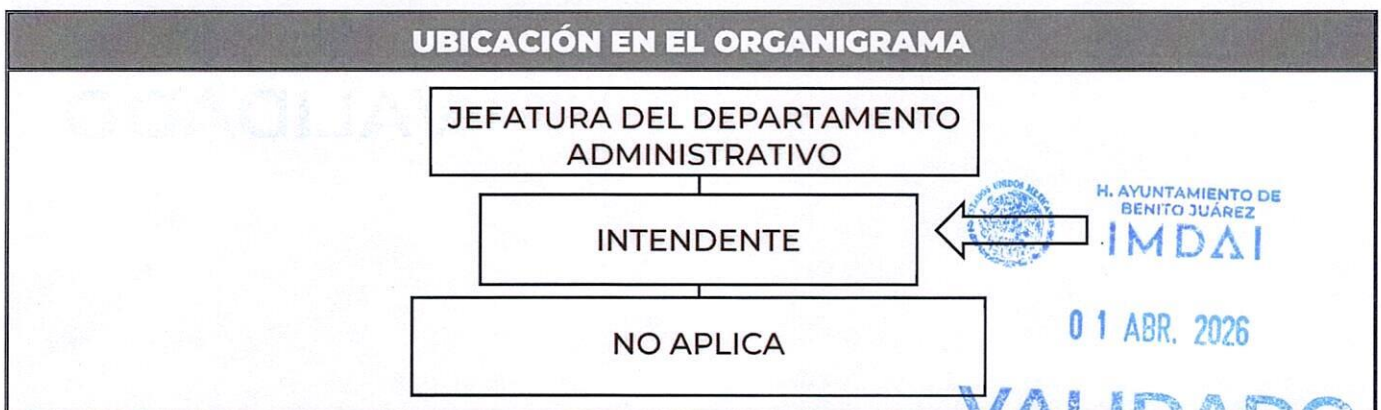 UBICACIÓN EN EL ORGANIGRAMA
JEFATURA DEL DEPARTAMENTO
ADMINISTRATIVO
INTENDENTE
NO APLICA
H. AYUNTAMIENTO DE
BENITO JUÁREZ
IMDAI
01 ABR. 2026
VALIDADO